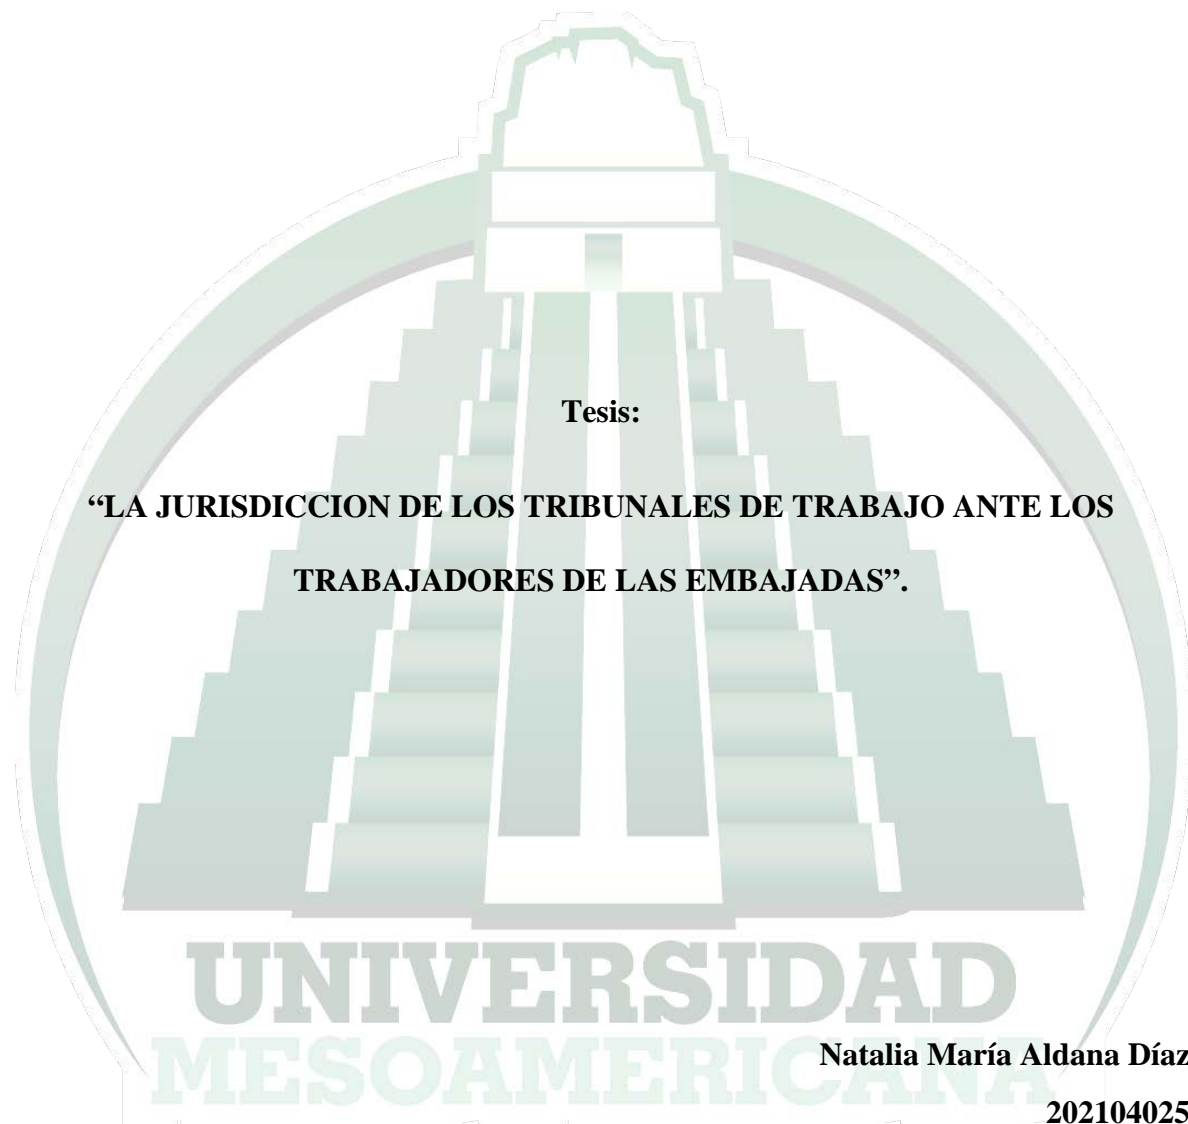 Tesis:
“LA JURISDICCION DE LOS TRIBUNALES DE TRABAJO ANTE LOS
TRABAJADORES DE LAS EMBAJADAS”.
UNIVERSIDAD
MESOAMERICANA
Natalia María Aldana Díaz
202104025